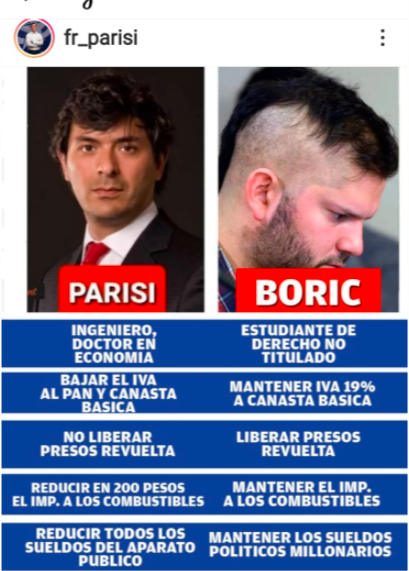 fr_parisi
PARISI
BORIC
INGENIERO,
DOCTOR EN
ECONOMIA
ESTUDIANTE DE
DERECHO NO
TITULADO
BAJAR EL IVA
AL PAN Y CANASTA
BASICA
MANTENER IVA 19%
A CANASTA BASICA
NO LIBERAR
PRESOS REVUELTA
LIBERAR PRESOS
REVUELTA
REDUCIR EN 200 PESOS
EL IMP. A LOS COMBUSTIBLES
MANTENER EL IMP.
A LOS COMBUSTIBLES
REDUCIR TODOS LOS
SUELDOS DEL APARATO
PUBLICO
MANTENER LOS SUELDOS
POLITICOS MILLONARIOS